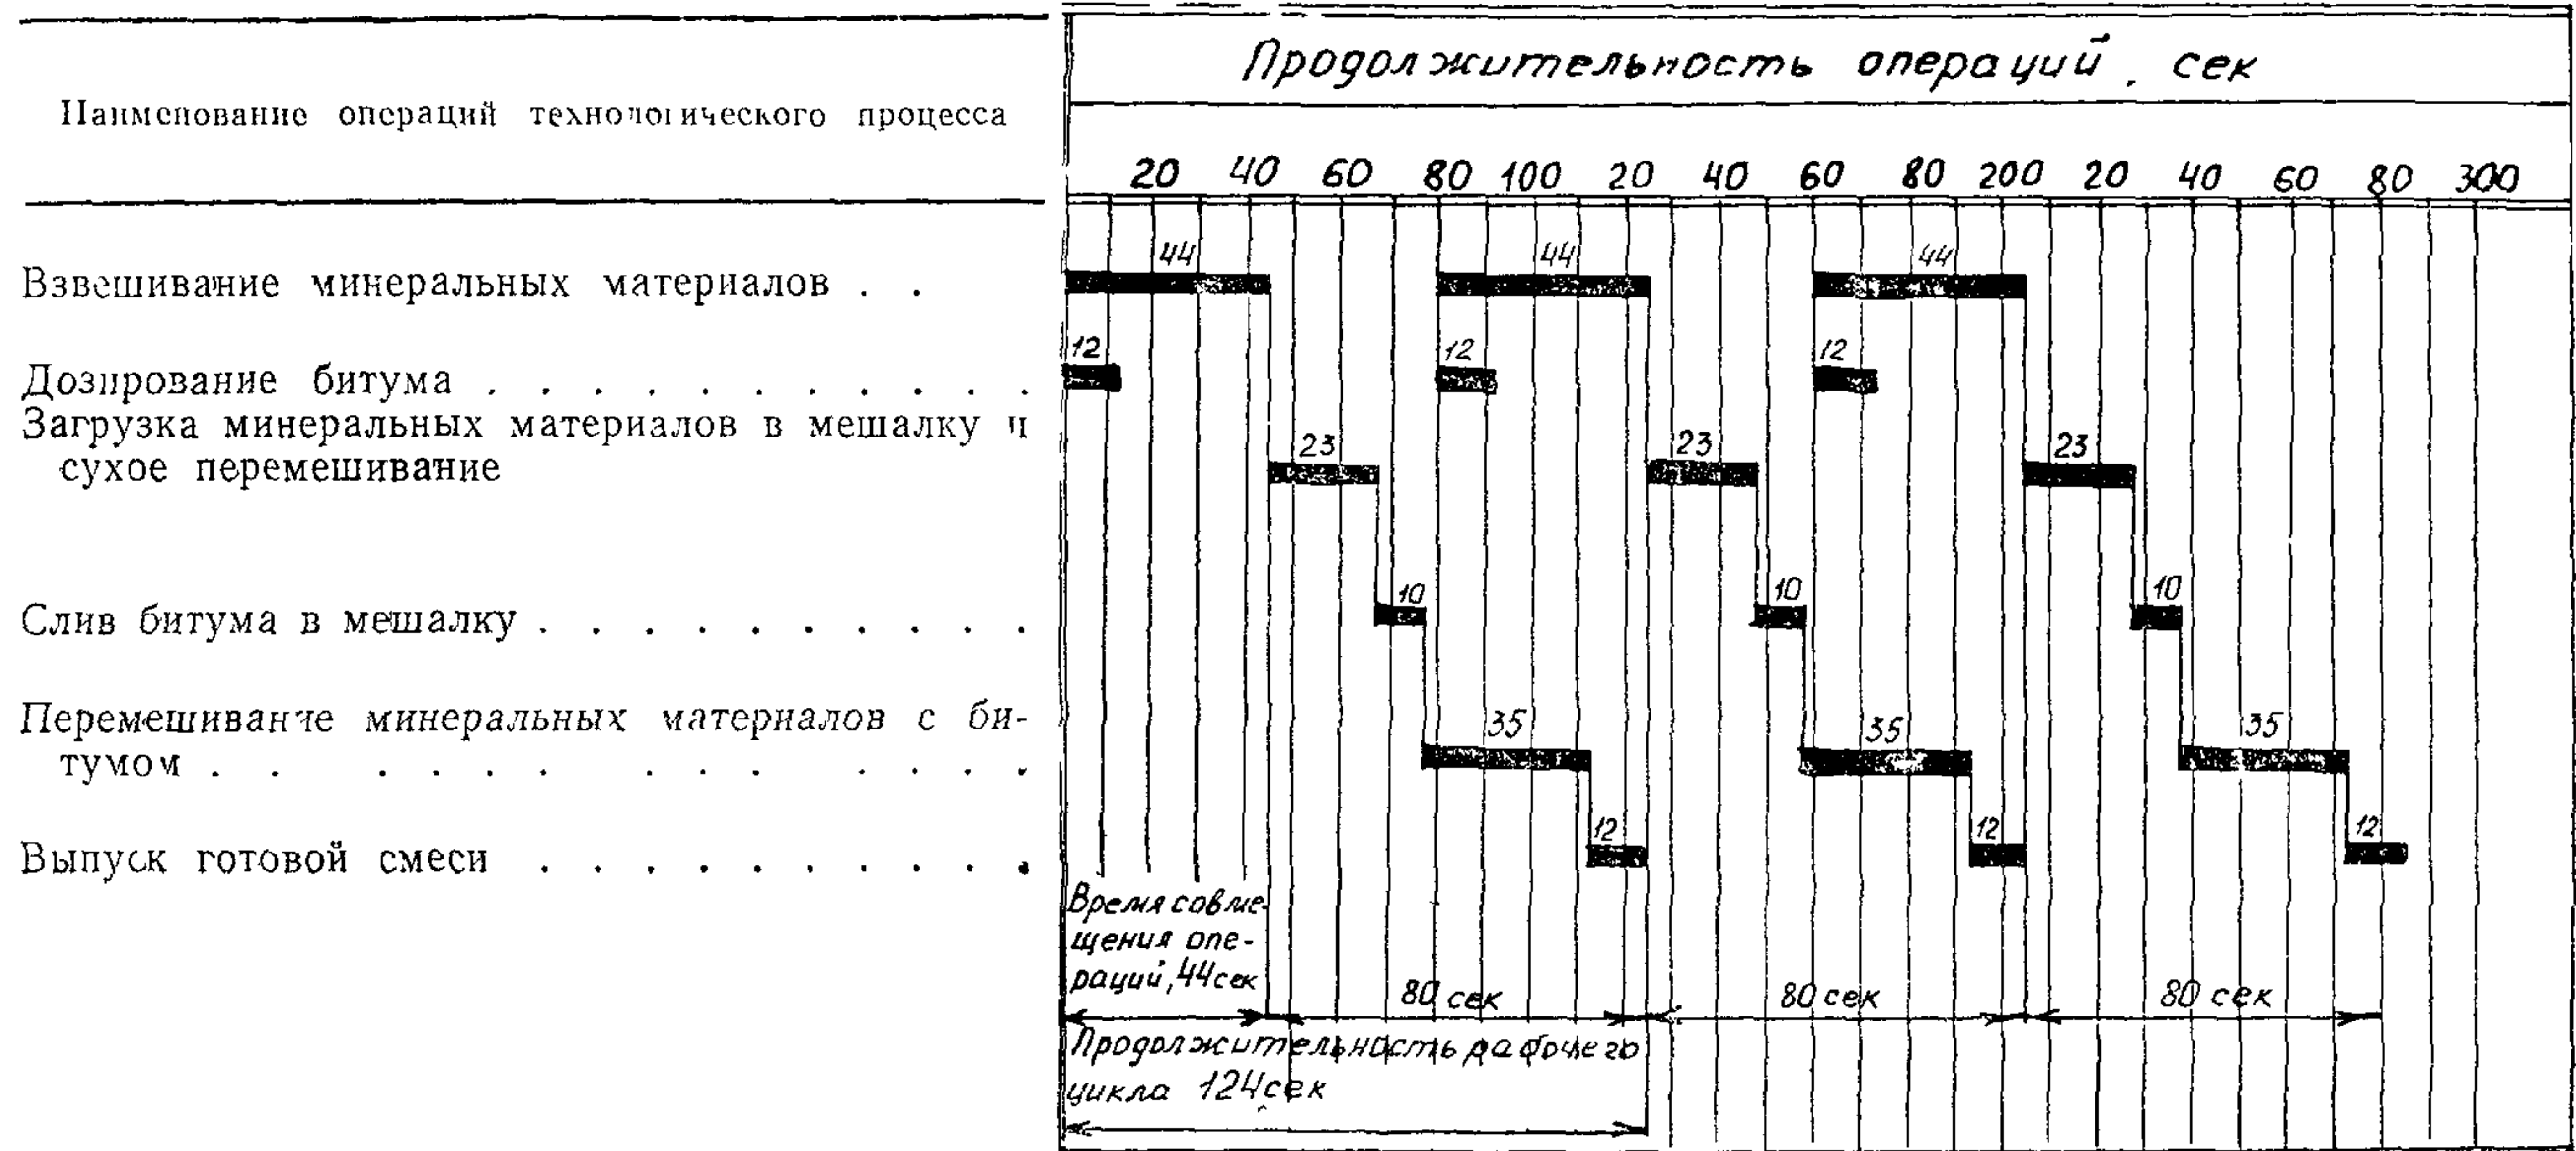 Продолжительность операций, сек
Наименование операций технологического процесса
20 40 60 80 100 20 40 60 80 200 20 40 60 80 300
44 44 44
Взвешивание минеральных материалов . .
12 12 12
Дозирование битума . . . . . . . . . . .
Загрузка минеральных материалов в мешалку и
23 23 23
сухое перемешивание
10 10 10
Слив битума в мешалку . . . . . . . . . .
Перемешивание минеральных материалов с би-
35 35 35
тумом . . . . . . . . . . . . .
12 12 12
Выпуск готовой смеси . . . . . . . . . .
Время совме-
щения опе-
раций, 44 сек
80 сек 80 сек 80 сек
Продолжительность рабочего
цикла 124 сек